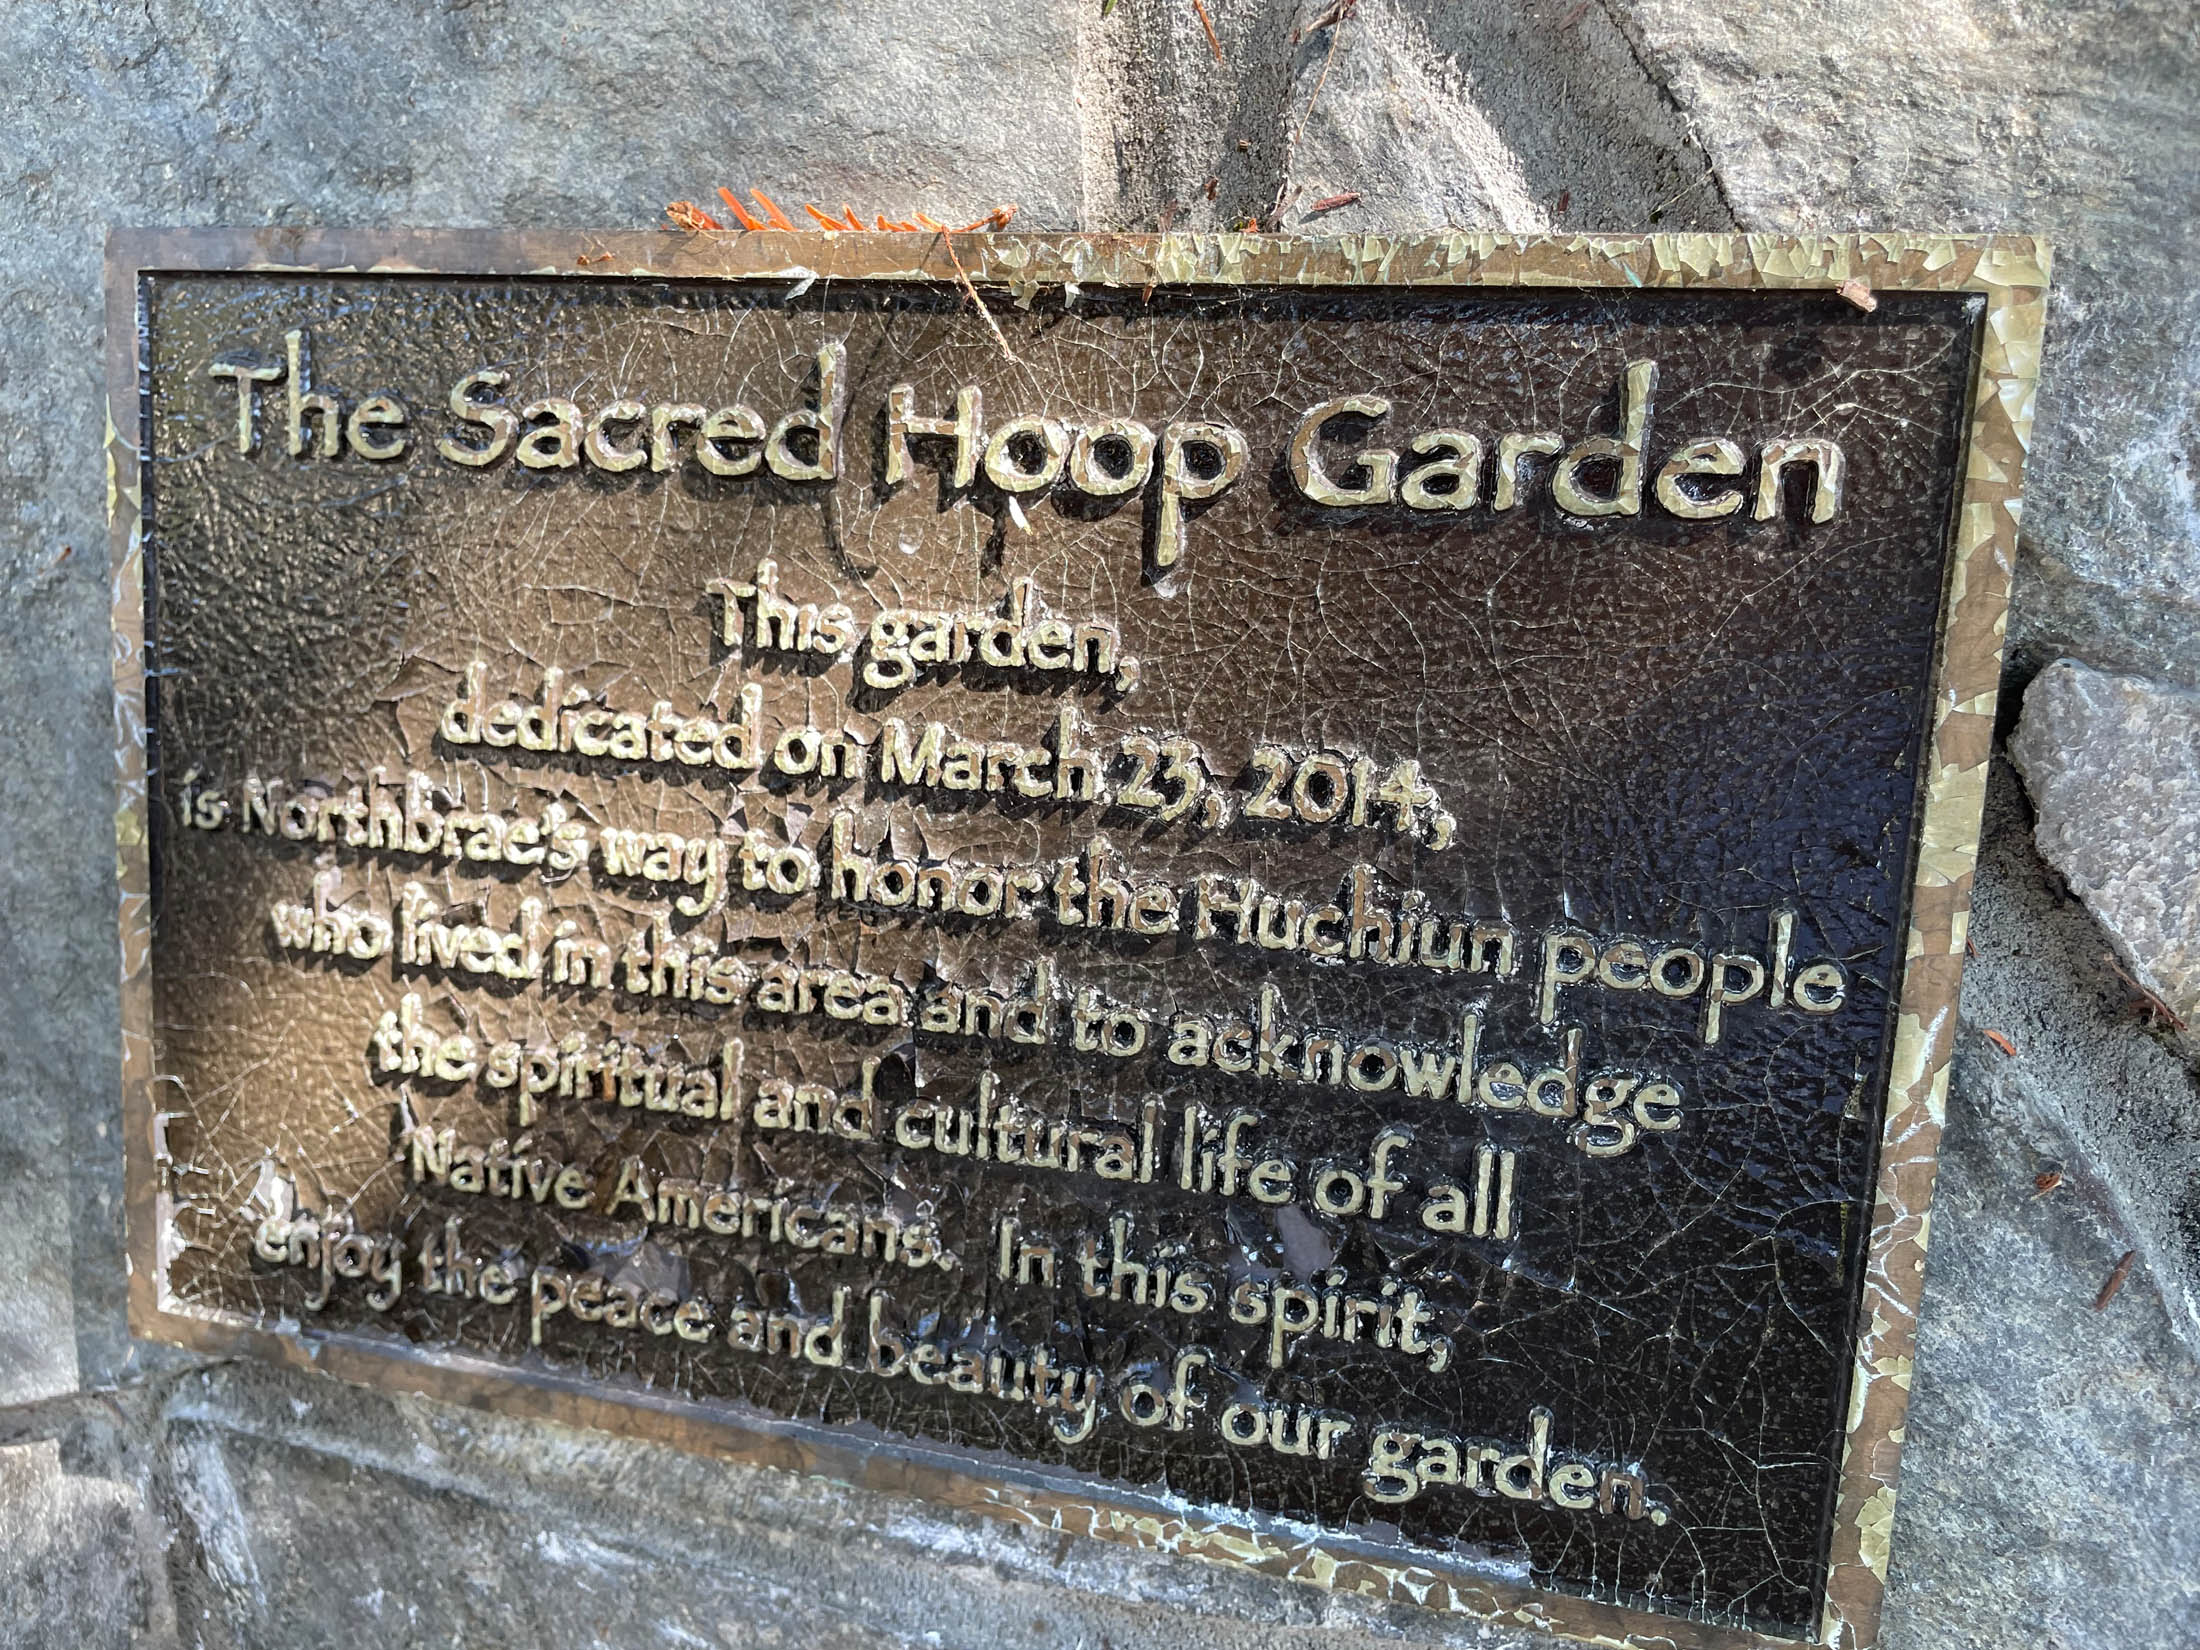 The Sacred Hoop Garden
This garden,
dedicated on March 23, 2014,
is Northbrae's way to honor the Huchiun people
who lived in this area and to acknowledge
the spiritual and cultural life of all
Native Americans. In this spirit,
enjoy the peace and beauty of our garden.